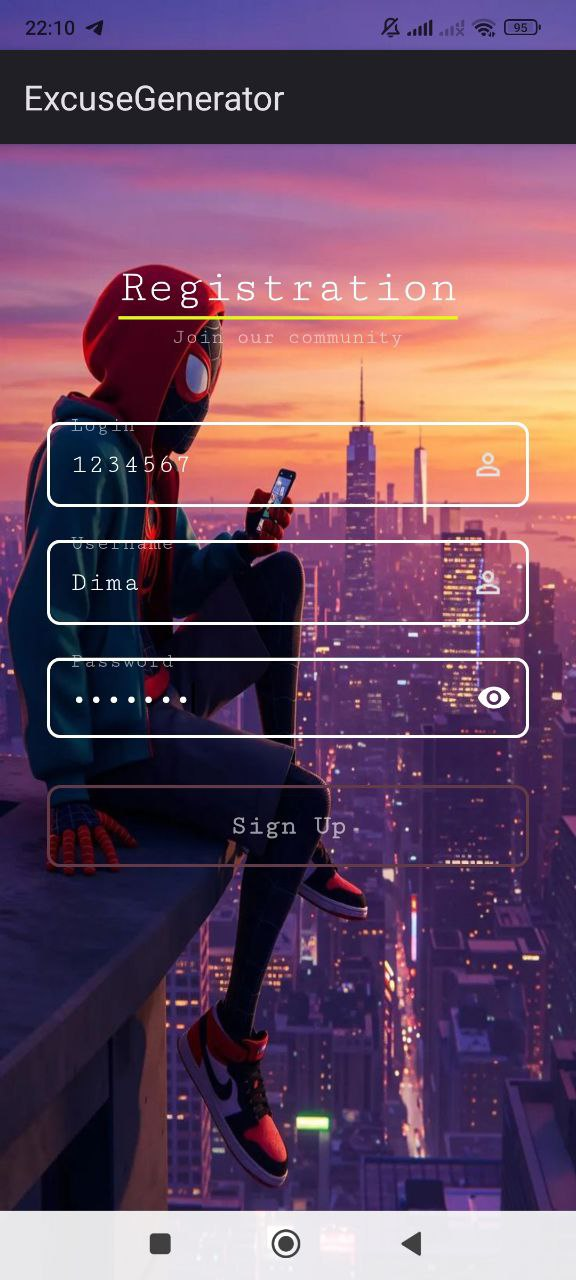 22:10
95
ExcuseGenerator
Registration
Join our community
Login
1234567
Username
Dima
Password
•••••••
Sign Up